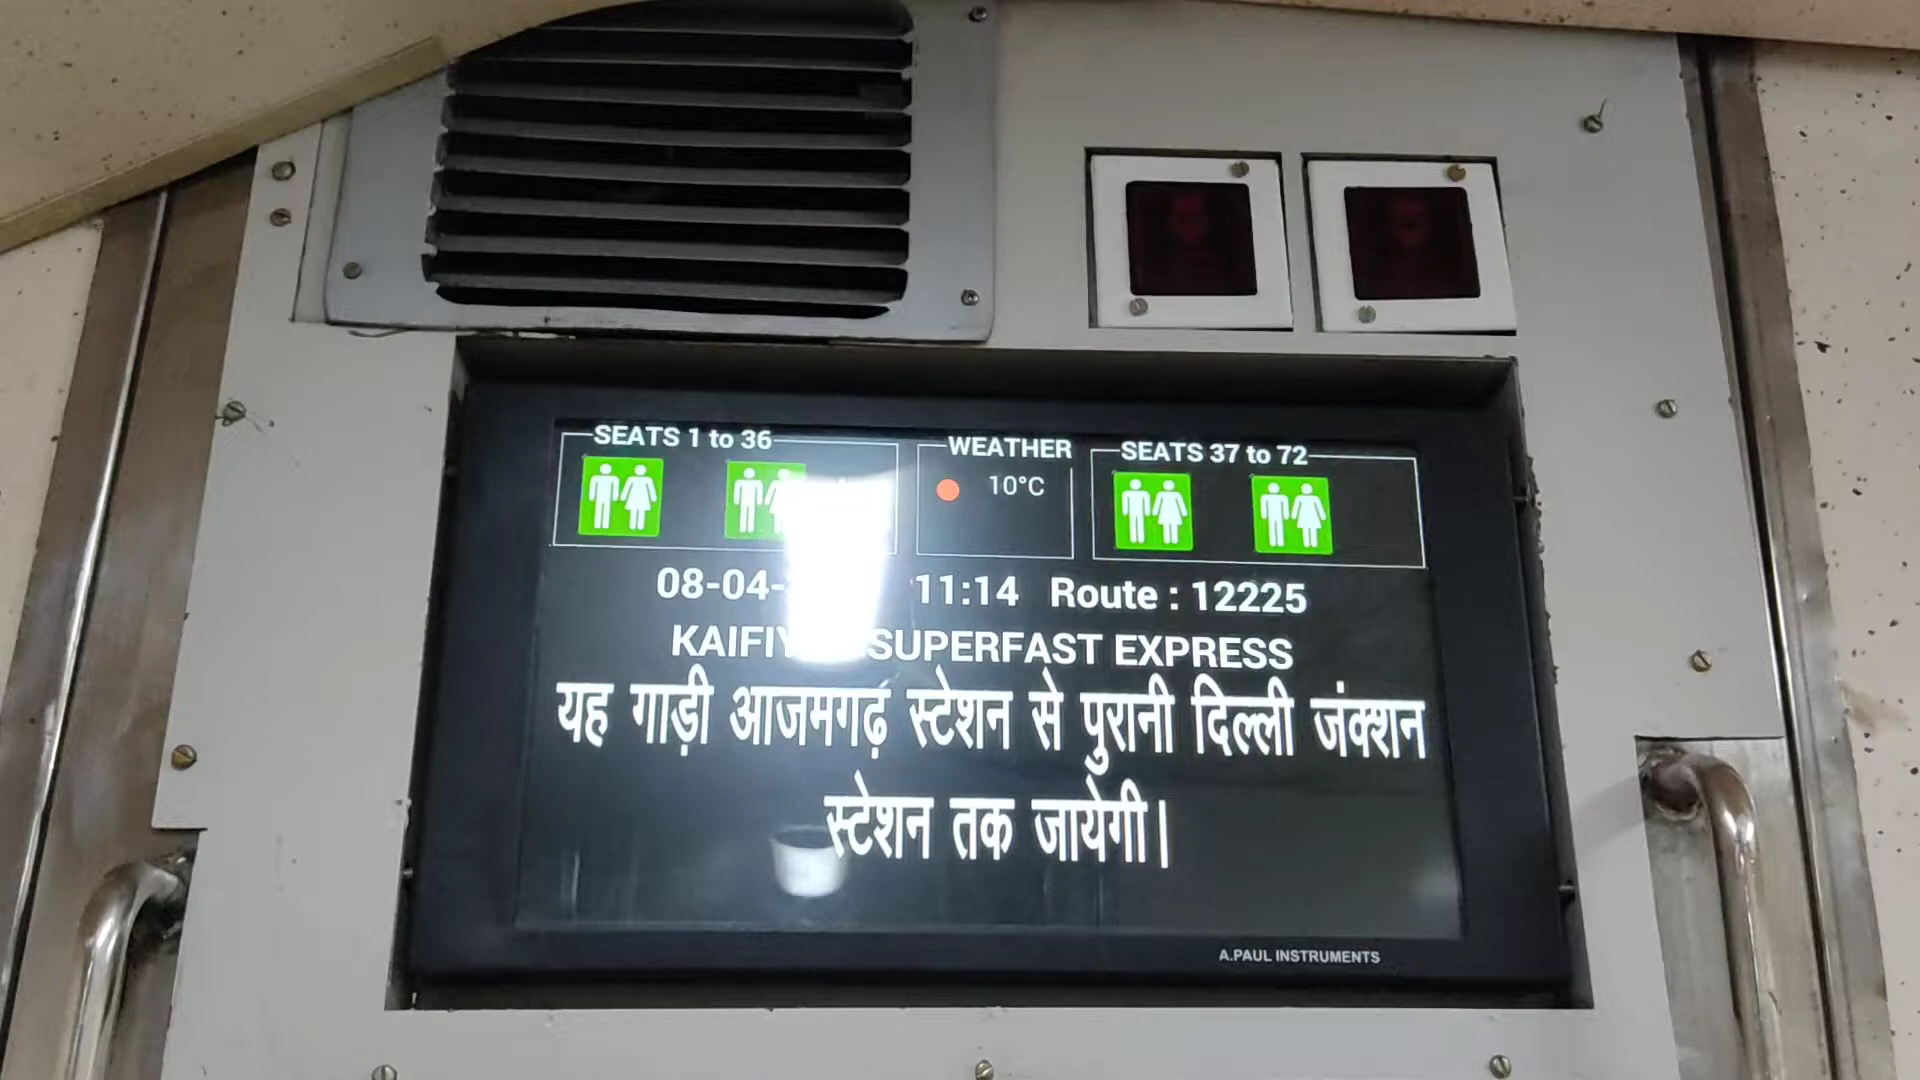 SEATS 1 to 36
WEATHER
SEATS 37 to 72
10°C
08-04- 11:14 Route : 12225
SUPERFAST EXPRESS
यह गाड़ी आजमगढ़ स्टेशन से पुरानी दिल्ली जंक्शन
स्टेशन तक जायेगी।
A.PAUL INSTRUMENTS